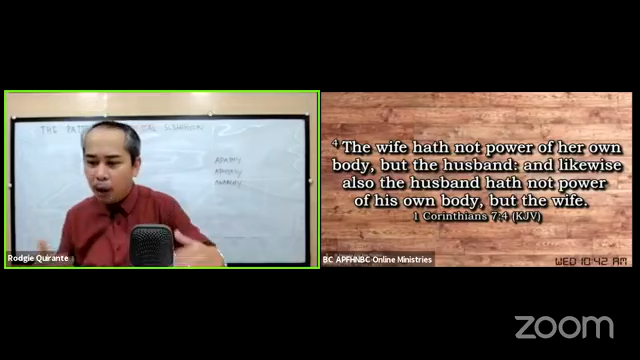 THE
ADULTERY
Rodgie Quirante
4 The wife hath not power of her own
body, but the husband: and likewise
also the husband hath not power
of his own body, but the wife.
1 Corinthians 7:4 (KJV)
BC APFHNBC Online Ministries
WED 10:42 AM
zoom